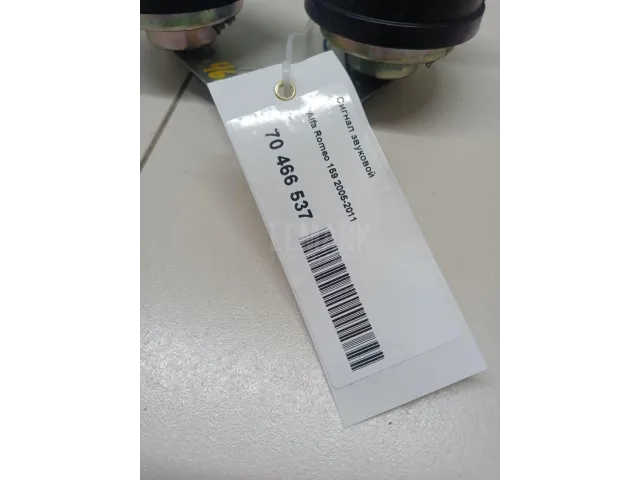 Сигнал звуковой
Alfa Romeo 159 2005-2011
70 466 537